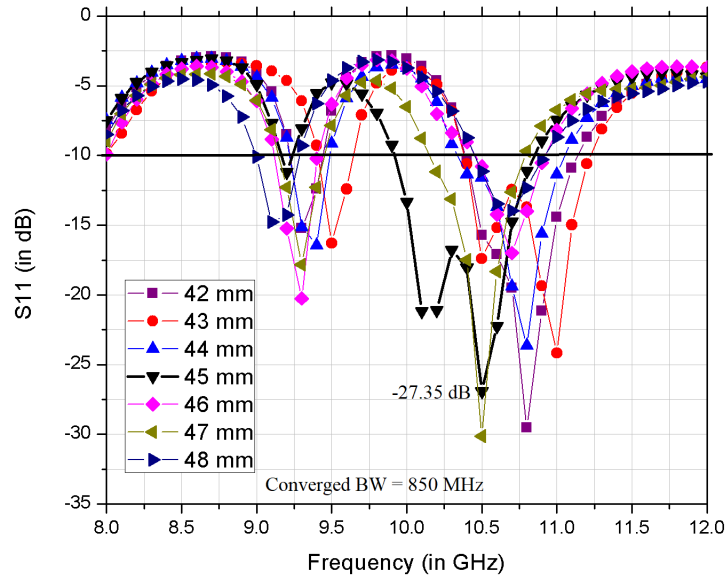 0
-5
-10
-15
-20
-25
-30
-35
S11 (in dB)
42 mm
43 mm
44 mm
45 mm
46 mm
47 mm
48 mm
-27.35 dB
Converged BW = 850 MHz
8.0 8.5 9.0 9.5 10.0 10.5 11.0 11.5 12.0
Frequency (in GHz)